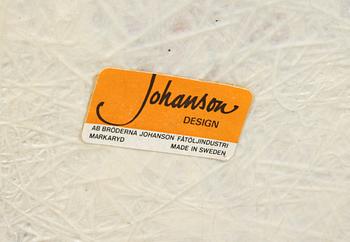 Johanson
DESIGN
AB BRÖDERNA JOHANSON FÅTÖLJINDUSTRI
MARKARYD MADE IN SWEDEN